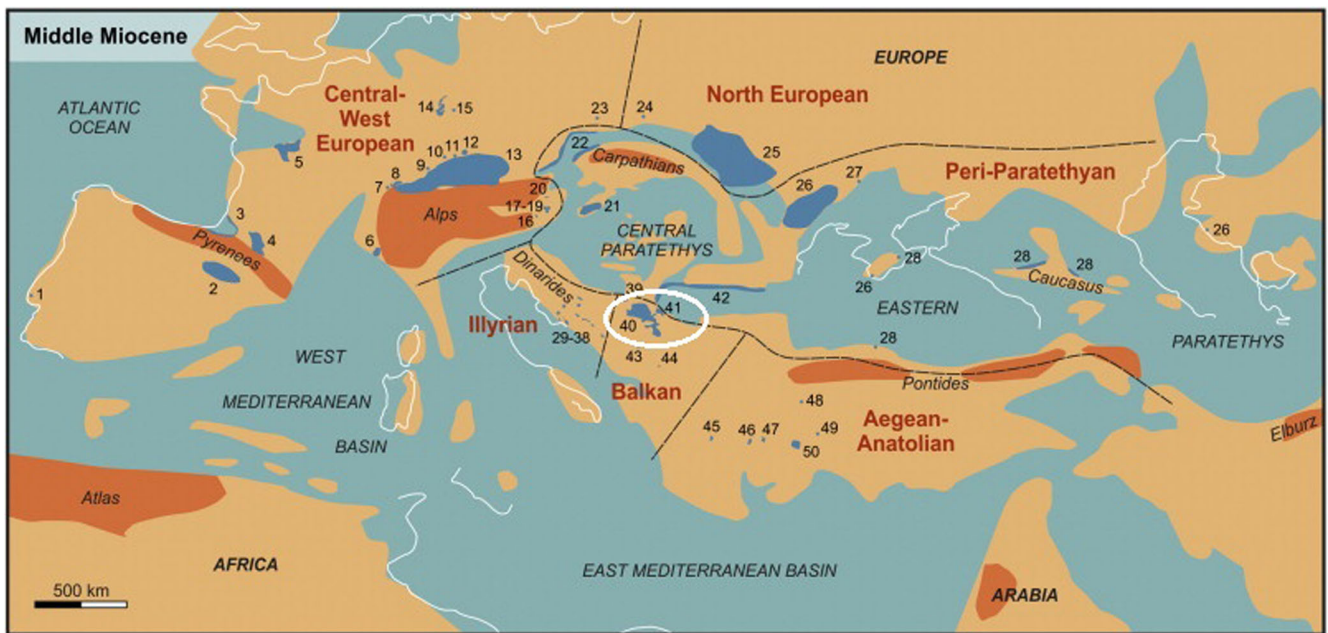 Middle Miocene
EUROPE
ATLANTIC
OCEAN
Central-
West
European
14
15
23
24
North European
5
10
11
12
9
8
7
13
22
Carpathians
25
27
26
Peri-Paratethyan
3
4
Pyrenees
2
1
6
Alps
20
17-19
16
21
CENTRAL
PARATETHYS
28
26
28
28
Caucasus
26
Dinarides
39
42
41
40
EASTERN
PARATETHYS
Illyrian
29-38
43
44
28
Pontides
WEST
MEDITERRANEAN
BASIN
Balkan
48
45
46
47
49
50
Aegean-
Anatolian
Elburz
Atlas
AFRICA
EAST MEDITERRANEAN BASIN
ARABIA
500 km